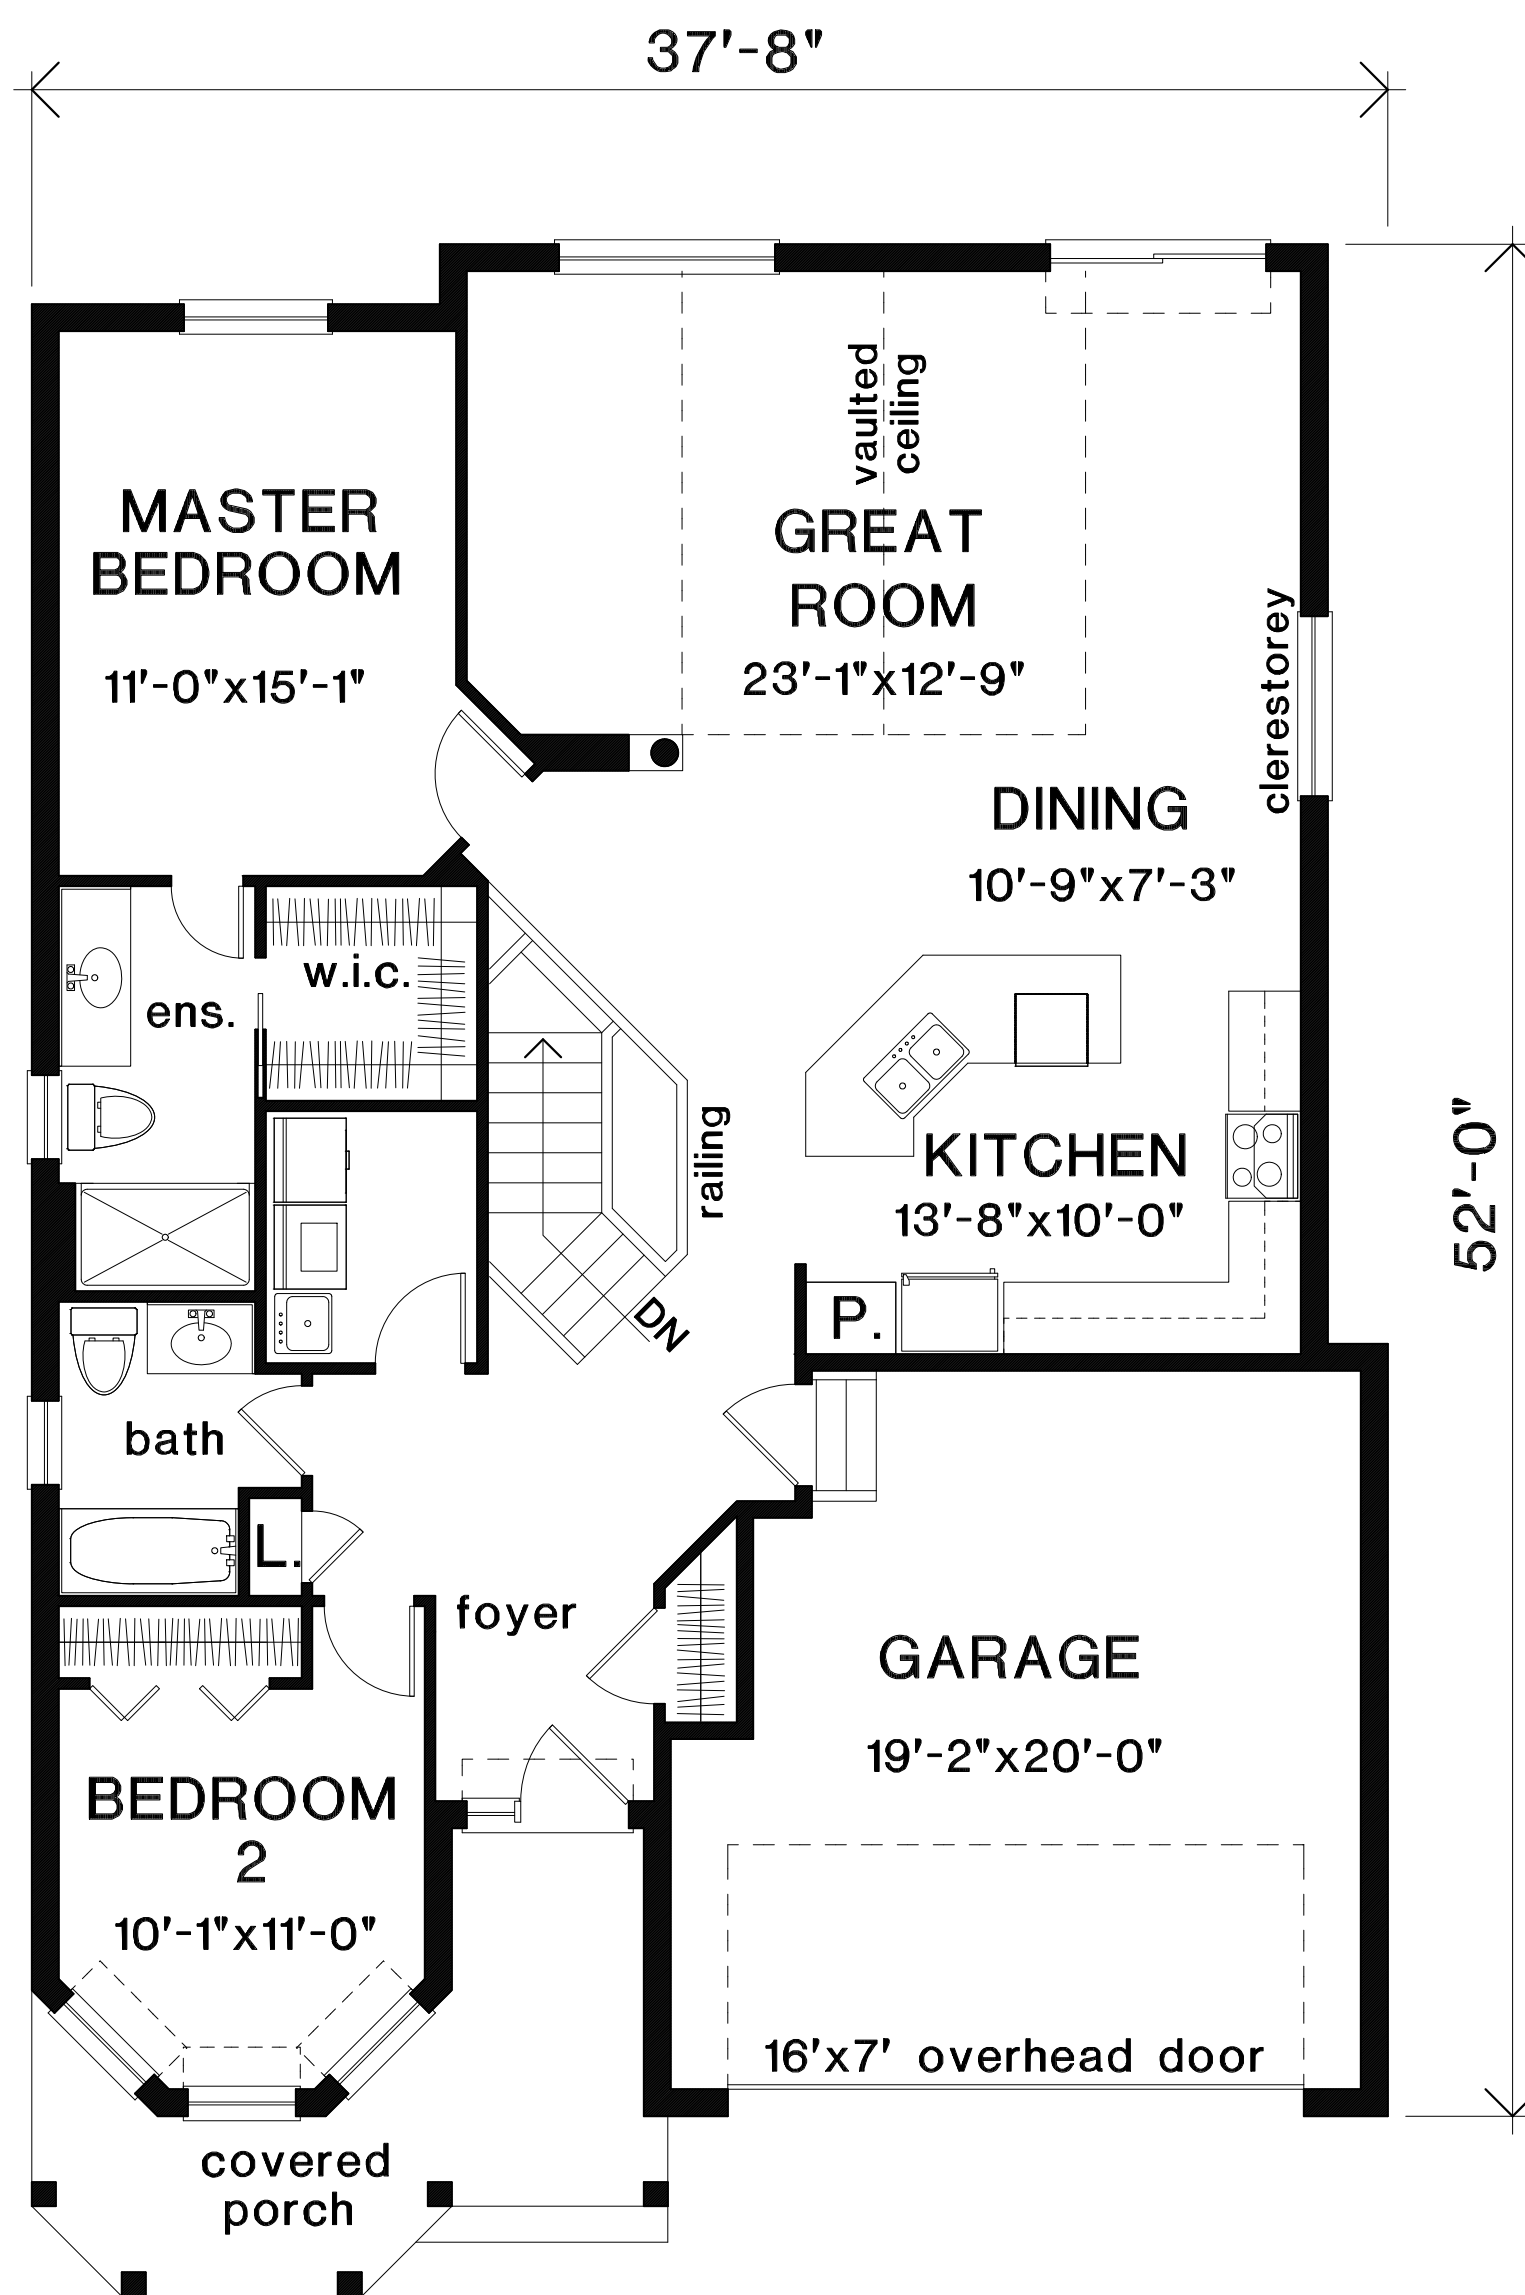 37'-8"
vaulted
ceiling
MASTER
BEDROOM
11'-0"x15'-1"
GREAT
ROOM
23'-1"x12'-9"
clerestorey
DINING
10'-9"x7'-3"
w.i.c.
ens.
railing
KITCHEN
13'-8"x10'-0"
52'-0"
P.
DN
bath
L.
foyer
GARAGE
19'-2"x20'-0"
BEDROOM
2
10'-1"x11'-0"
16'x7' overhead door
covered
porch